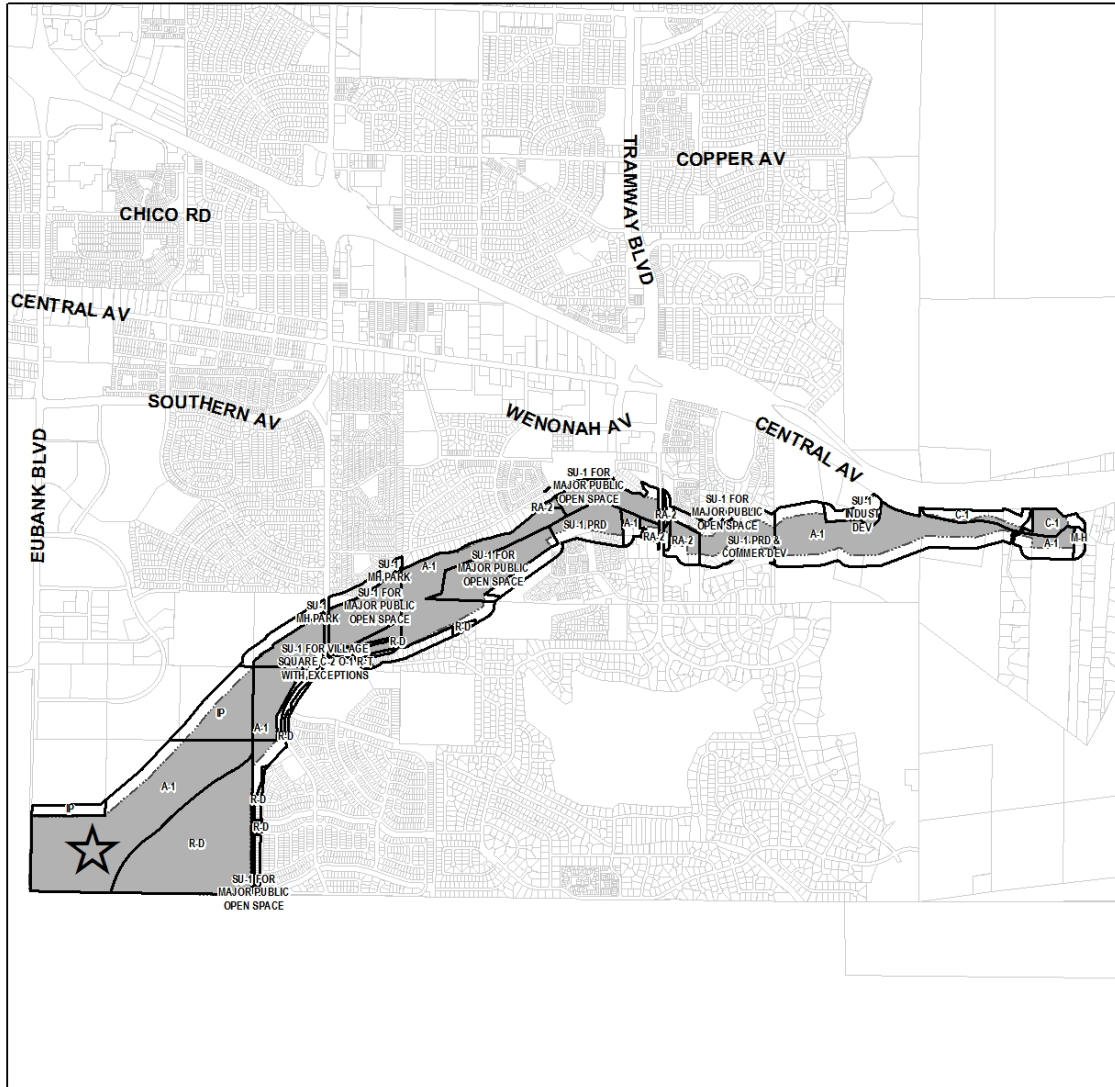 COPPER AV
TRAMWAY BLVD
CHICO RD
CENTRAL AV
SOUTHERN AV
WENONAH AV
CENTRAL AV
EUBANK BLVD
SU-1 FOR
MAJOR PUBLIC
OPEN SPACE
RA-2
SU-1 PRD
A-1
RA-2
RA-2
RA-2
SU-1 FOR
MAJOR PUBLIC
OPEN SPACE
SU-1 PRD &
COMMER DEV
A-1
SU-1
INDUST
DEV
C-1
C-1
A-1
M-H
SU-1 FOR
MAJOR PUBLIC
OPEN SPACE
A-1
SU-1
MH PARK
SU-1 FOR
MAJOR PUBLIC
OPEN SPACE
SU-1
MH PARK
R-D
R-D
SU-1 FOR VILLAGE
SQUARE C-2 O-1 R-T
WITH EXCEPTIONS
IP
A-1
R-D
A-1
IP
R-D
R-D
R-D
SU-1 FOR
MAJOR PUBLIC
OPEN SPACE